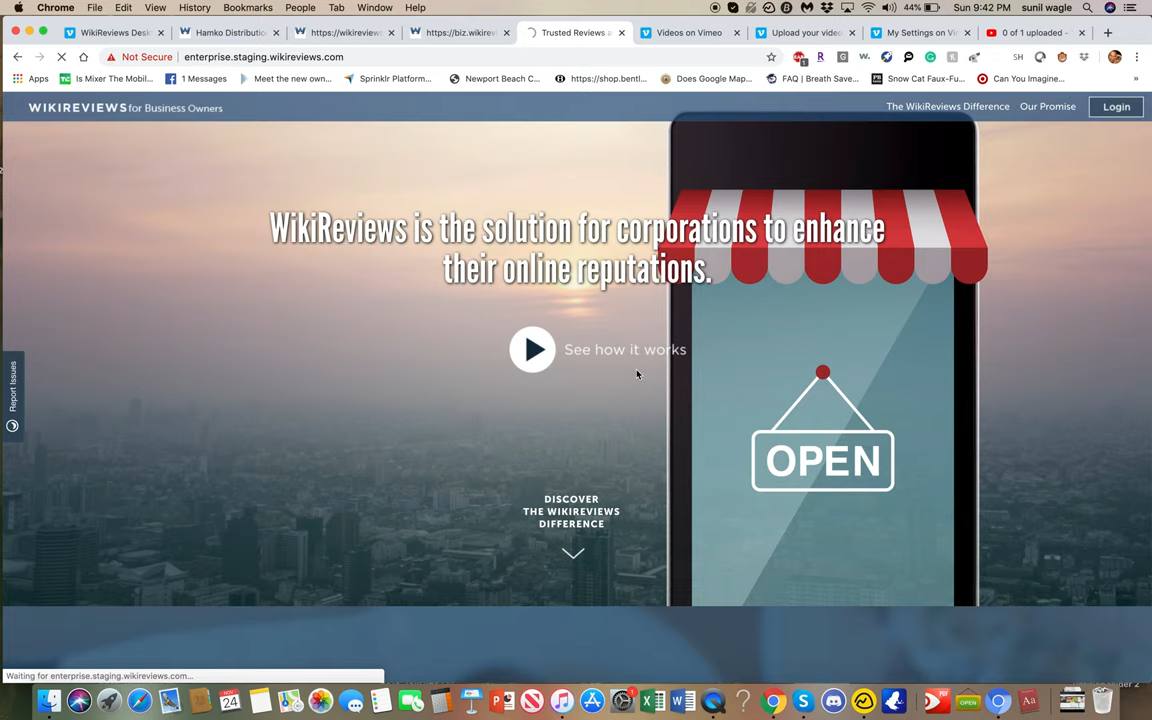 Chrome File Edit View History Bookmarks People Tab Window Help 44% Sun 9:42 PM sunil wagle
WikiReviews Desk Hamko Distributio https://wikireviews https://biz.wikirevi Trusted Reviews a Videos on Vimeo Upload your video My Settings on Vim 0 of 1 uploaded -
Not Secure enterprise.staging.wikireviews.com SH
Apps Is Mixer The Mobil... 1 Messages Meet the new own... Sprinklr Platform... Newport Beach C... https://shop.bentl... Does Google Map... FAQ | Breath Save... Snow Cat Faux-Fu... Can You Imagine...
WIKIREVIEWS for Business Owners The WikiReviews Difference Our Promise Login
WikiReviews is the solution for corporations to enhance
their online reputations.
See how it works
Report Issues
OPEN
DISCOVER
THE WIKIREVIEWS
DIFFERENCE
Waiting for enterprise.staging.wikireviews.com...
NOV
24
OPEN